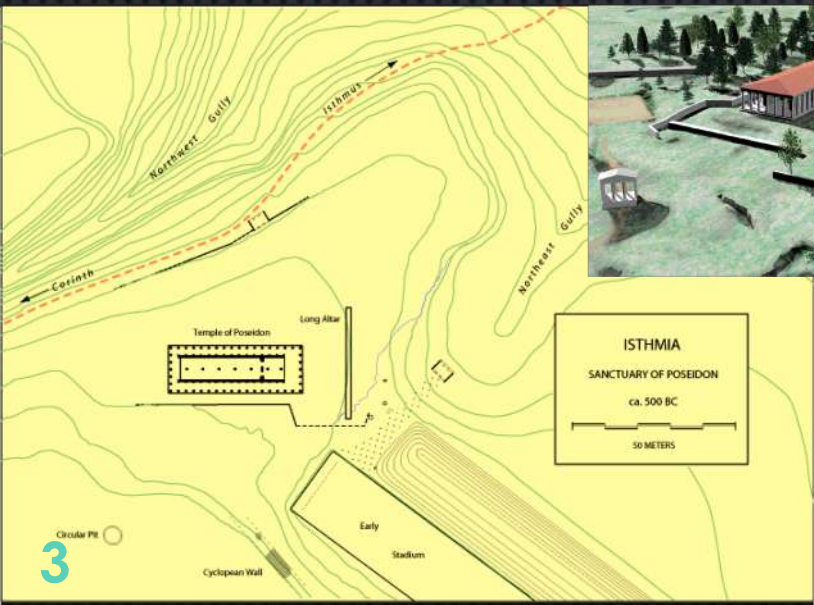 Northwest Gully
Isthmus
Corinth
Northeast Gully
Temple of Poseidon
Long Altar
ISTHMIA
SANCTUARY OF POSEIDON
ca. 500 BC
50 METERS
Early
Stadium
Circular Pit
Cyclopean Wall
3